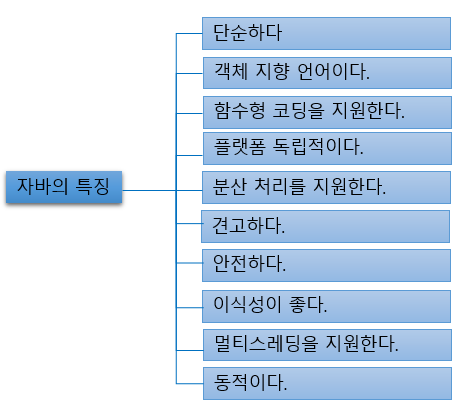 자바의 특징
단순하다
객체 지향 언어이다.
함수형 코딩을 지원한다.
플랫폼 독립적이다.
분산 처리를 지원한다.
견고하다.
안전하다.
이식성이 좋다.
멀티스레딩을 지원한다.
동적이다.